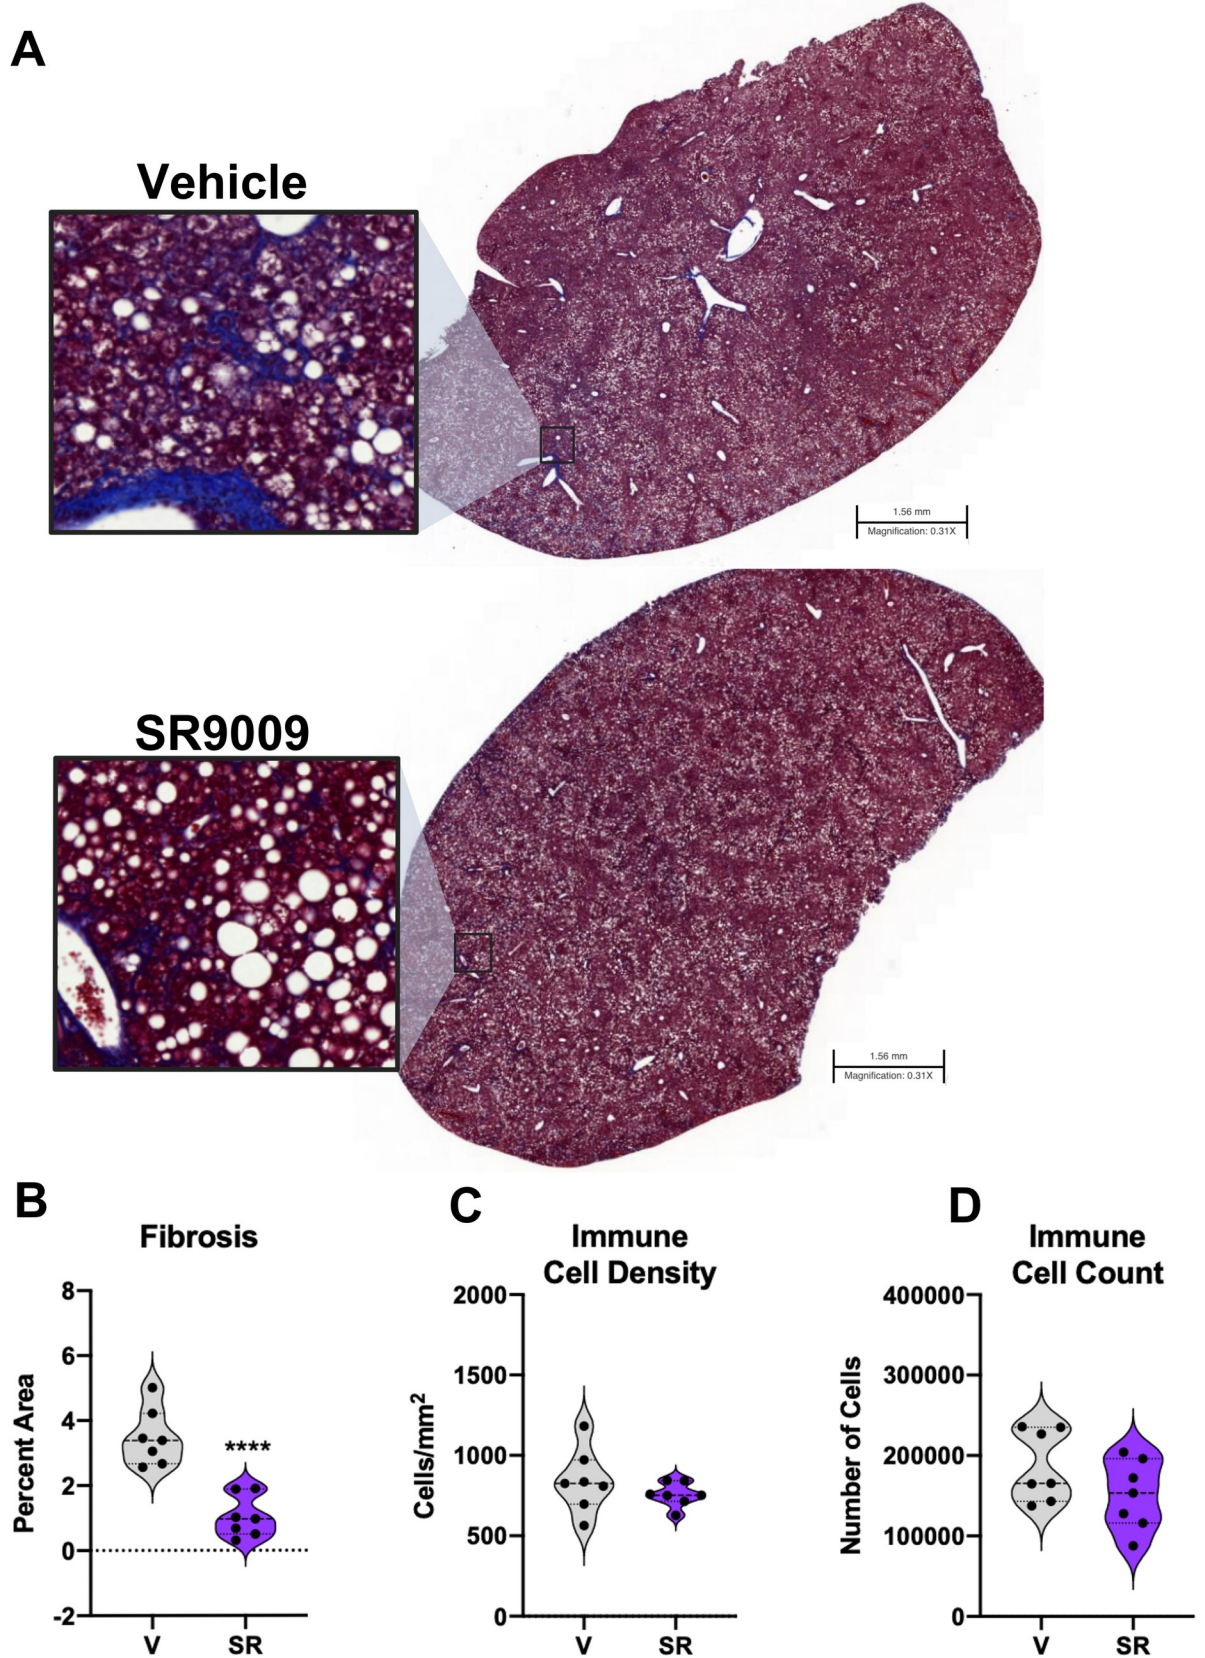 A
Vehicle
1.56 mm
Magnification: 0.31X
SR9009
1.56 mm
Magnification: 0.31X
B
Fibrosis
Percent Area
8
6
4
2
0
-2
****
V
SR
C
Immune
Cell Density
Cells/mm²
2000
1500
1000
500
0
V
SR
D
Immune
Cell Count
Number of Cells
400000
300000
200000
100000
0
V
SR